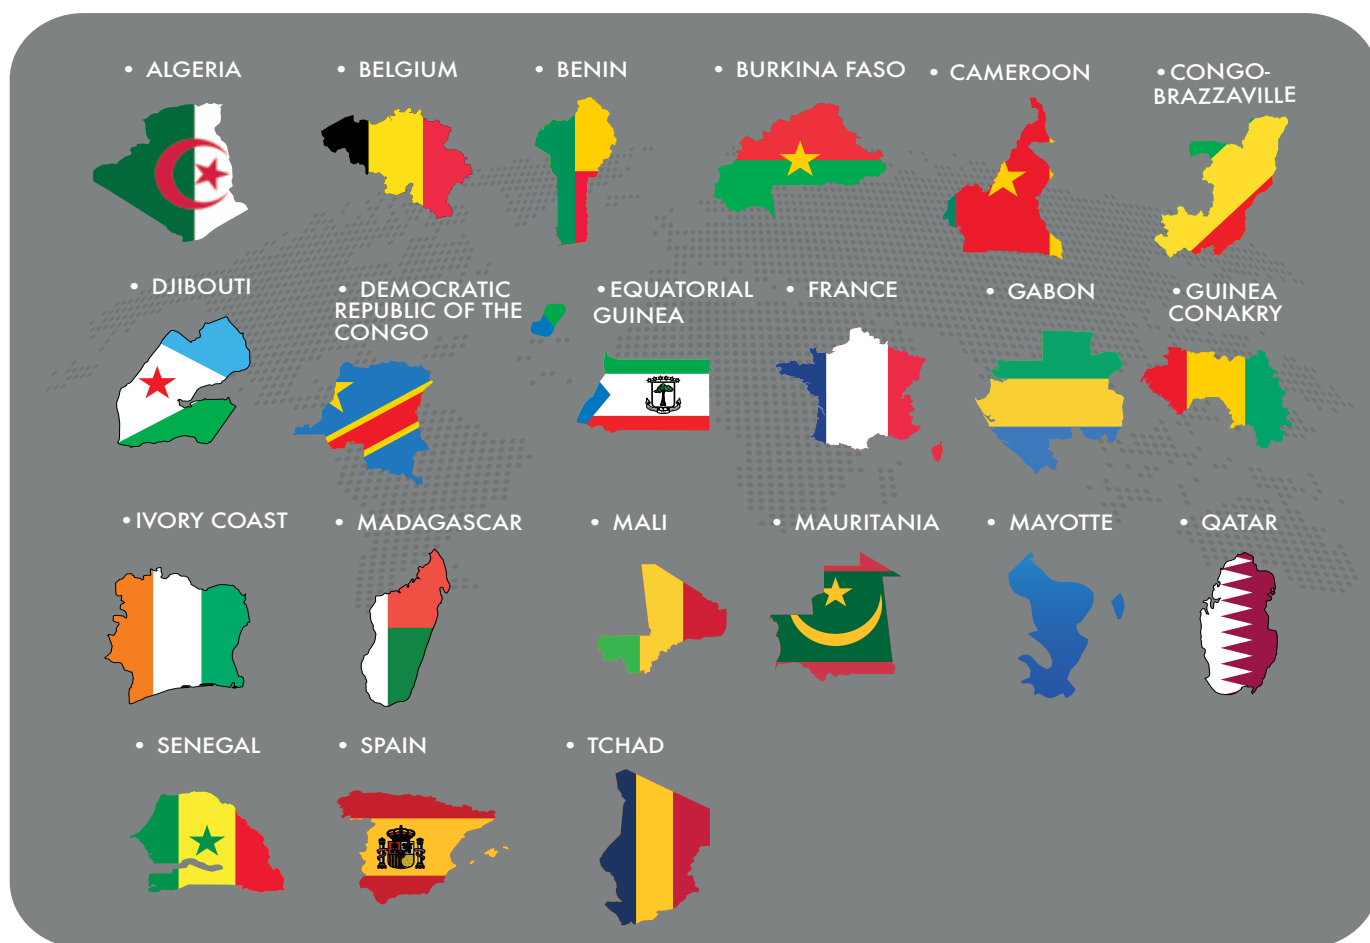 • ALGERIA
• BELGIUM
• BENIN
• BURKINA FASO
• CAMEROON
• CONGO-
BRAZZAVILLE
• DJIBOUTI
• DEMOCRATIC
REPUBLIC OF THE
CONGO
• EQUATORIAL
GUINEA
• FRANCE
• GABON
• GUINEA
CONAKRY
• IVORY COAST
• MADAGASCAR
• MALI
• MAURITANIA
• MAYOTTE
• QATAR
• SENEGAL
• SPAIN
• TCHAD